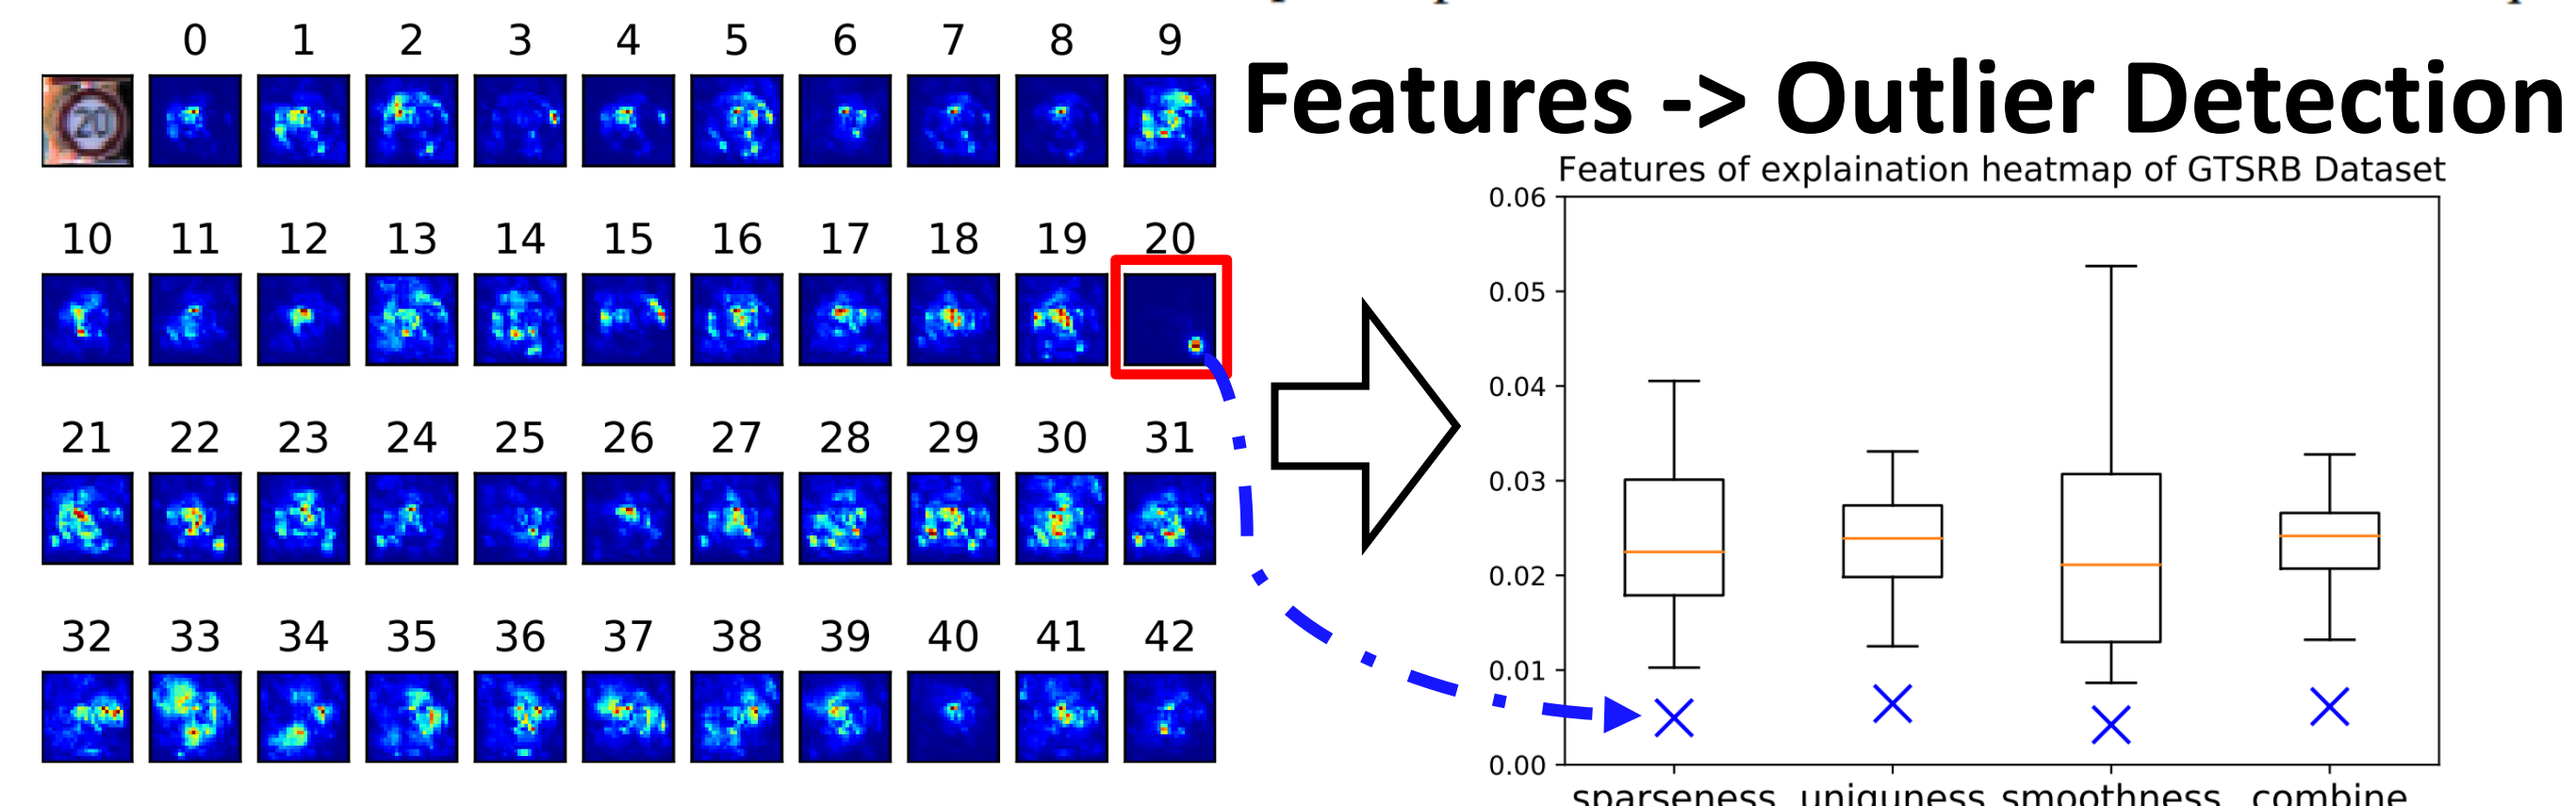 0 1 2 3 4 5 6 7 8 9
20
10 11 12 13 14 15 16 17 18 19 20
21 22 23 24 25 26 27 28 29 30 31
32 33 34 35 36 37 38 39 40 41 42
Features -> Outlier Detection
Features of explaination heatmap of GTSRB Dataset
0.06
0.05
0.04
0.03
0.02
0.01
0.00
sparseness uniquness smoothness combine